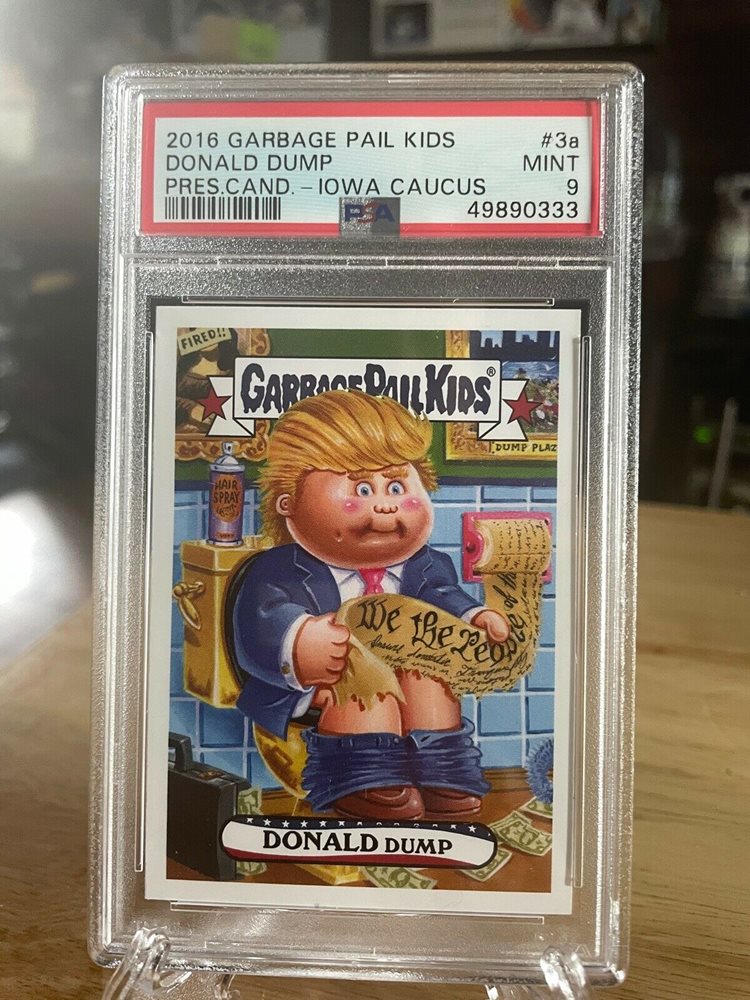 2016 GARBAGE PAIL KIDS #3a
DONALD DUMP MINT
PRES.CAND.-IOWA CAUCUS 9
PSA 49890333
FIRED!!
GARBAGE PAIL KIDS®
DUMP PLAZ
HAIR
SPRAY
We the People
DONALD DUMP